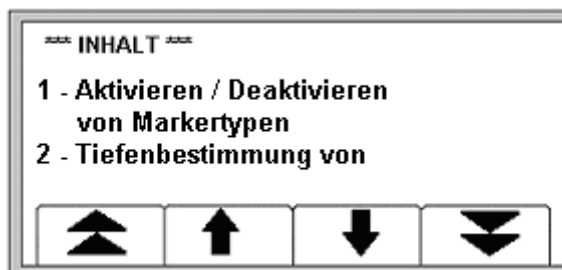 *** INHALT ***
1 - Aktivieren / Deaktivieren
von Markertypen
2 - Tiefenbestimmung von